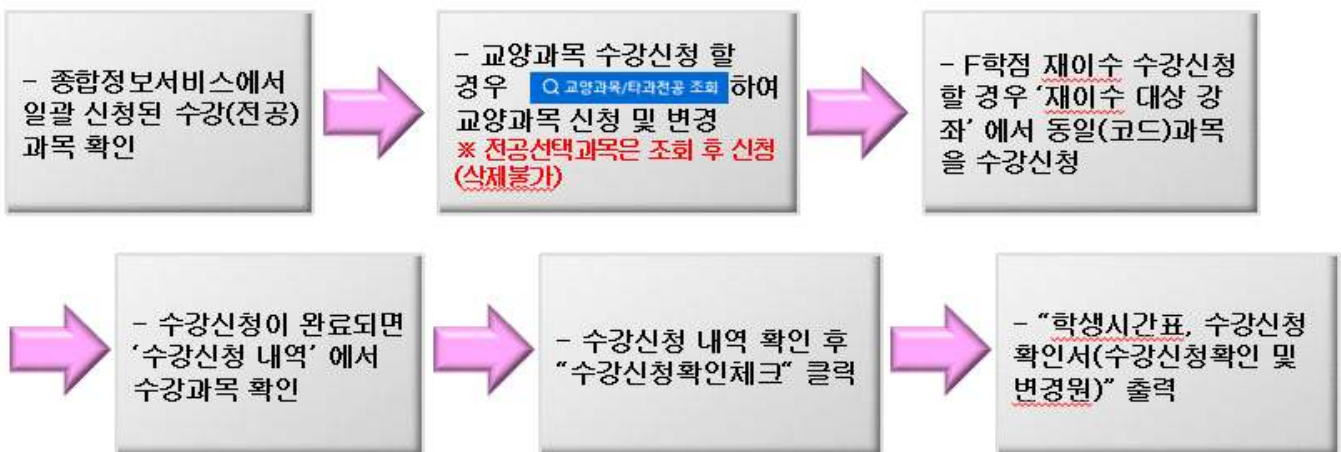 - 종합정보서비스에서
일괄 신청된 수강(전공)
과목 확인
- 교양과목 수강신청 할
경우 교양과목/타과전공 조회 하여
교양과목 신청 및 변경
※ 전공선택과목은 조회 후 신청
(삭제불가)
- F학점 재이수 수강신청
할 경우 ‘재이수 대상 강
좌’ 에서 동일(코드)과목
을 수강신청
- 수강신청이 완료되면
‘수강신청 내역’ 에서
수강과목 확인
- 수강신청 내역 확인 후
“수강신청확인체크“ 클릭
- “학생시간표, 수강신청
확인서(수강신청확인 및
변경원)” 출력